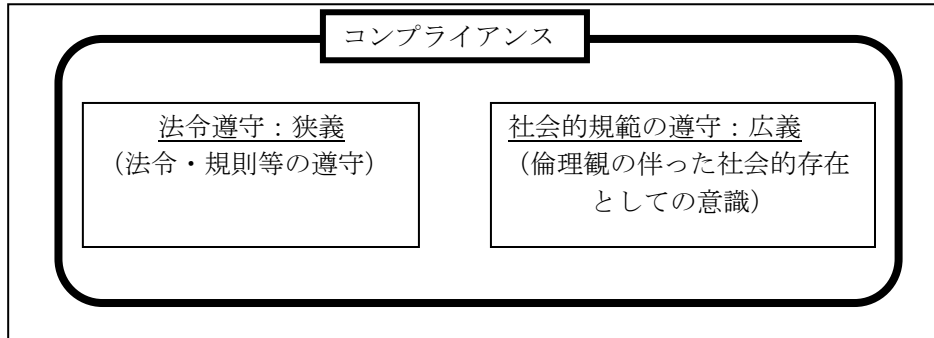 コンプライアンス
法令遵守：狭義
（法令・規則等の遵守）
社会的規範の遵守：広義
（倫理観の伴った社会的存在
としての意識）